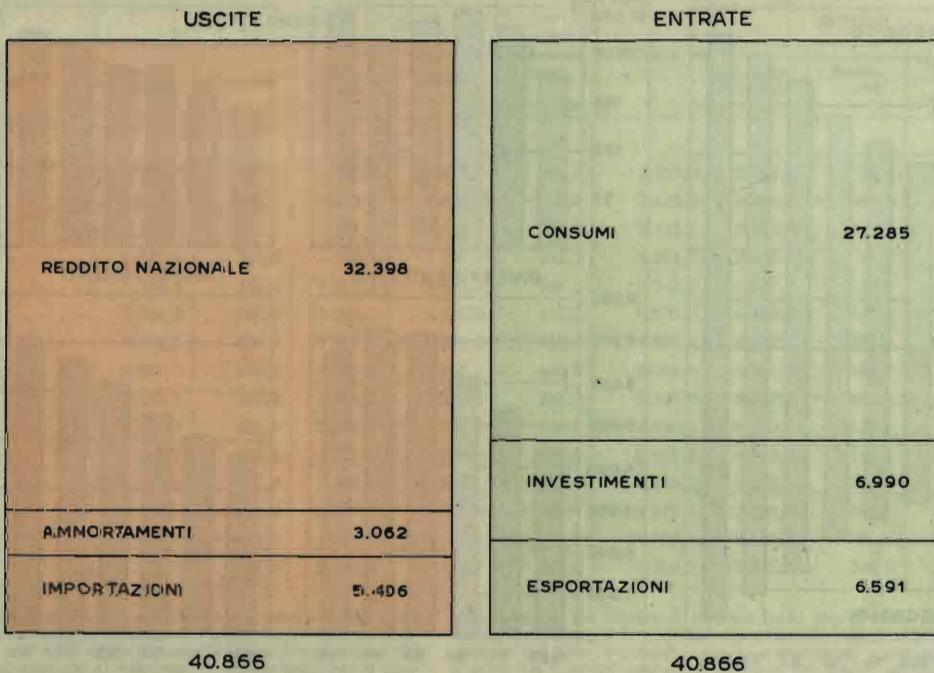 USCITE
REDDITO NAZIONALE 32.398
AMMORTAMENTI 3.062
IMPORTAZIONI 5.406
40.866
ENTRATE
CONSUMI 27.285
INVESTIMENTI 6.990
ESPORTAZIONI 6.591
40.866